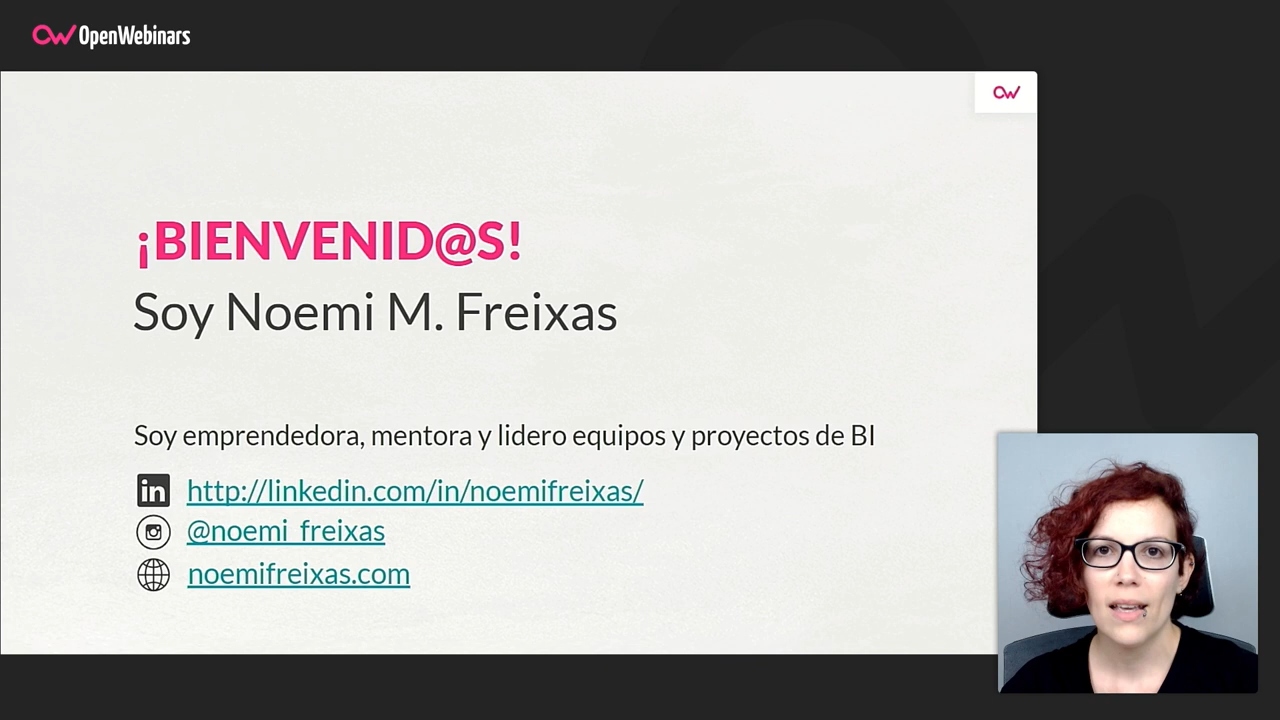 OpenWebinars
¡BIENVENID@S!
Soy Noemi M. Freixas
Soy emprendedora, mentora y lidero equipos y proyectos de BI
in http://linkedin.com/in/noemifreixas/
@noemi_freixas
noemifreixas.com